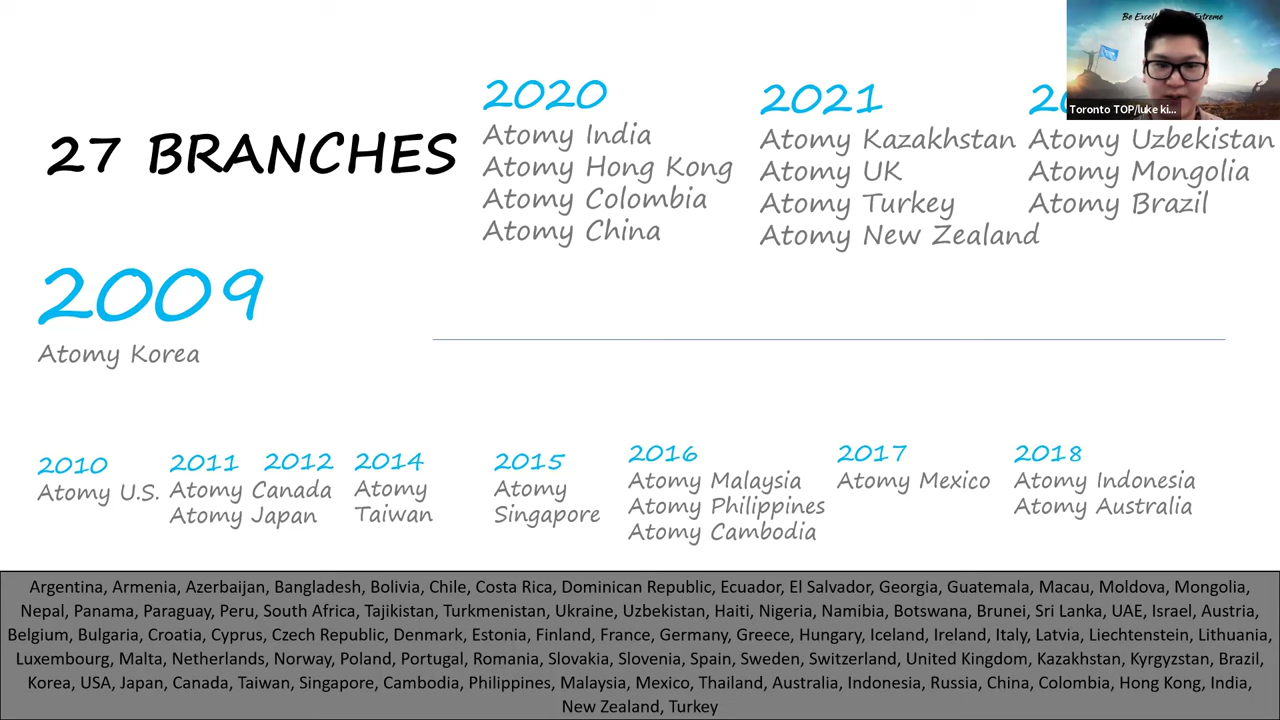 Be Excell
Extreme
Toronto TOP/luke ki...
27 BRANCHES
2020
Atomy India
Atomy Hong Kong
Atomy Colombia
Atomy China
2021
Atomy Kazakhstan
Atomy UK
Atomy Turkey
Atomy New Zealand
20
Atomy Uzbekistan
Atomy Mongolia
Atomy Brazil
2009
Atomy Korea
2010
Atomy U.S.
2011 2012
Atomy Canada
Atomy Japan
2014
Atomy
Taiwan
2015
Atomy
Singapore
2016
Atomy Malaysia
Atomy Philippines
Atomy Cambodia
2017
Atomy Mexico
2018
Atomy Indonesia
Atomy Australia
Argentina, Armenia, Azerbaijan, Bangladesh, Bolivia, Chile, Costa Rica, Dominican Republic, Ecuador, El Salvador, Georgia, Guatemala, Macau, Moldova, Mongolia,
Nepal, Panama, Paraguay, Peru, South Africa, Tajikistan, Turkmenistan, Ukraine, Uzbekistan, Haiti, Nigeria, Namibia, Botswana, Brunei, Sri Lanka, UAE, Israel, Austria,
Belgium, Bulgaria, Croatia, Cyprus, Czech Republic, Denmark, Estonia, Finland, France, Germany, Greece, Hungary, Iceland, Ireland, Italy, Latvia, Liechtenstein, Lithuania,
Luxembourg, Malta, Netherlands, Norway, Poland, Portugal, Romania, Slovakia, Slovenia, Spain, Sweden, Switzerland, United Kingdom, Kazakhstan, Kyrgyzstan, Brazil,
Korea, USA, Japan, Canada, Taiwan, Singapore, Cambodia, Philippines, Malaysia, Mexico, Thailand, Australia, Indonesia, Russia, China, Colombia, Hong Kong, India,
New Zealand, Turkey